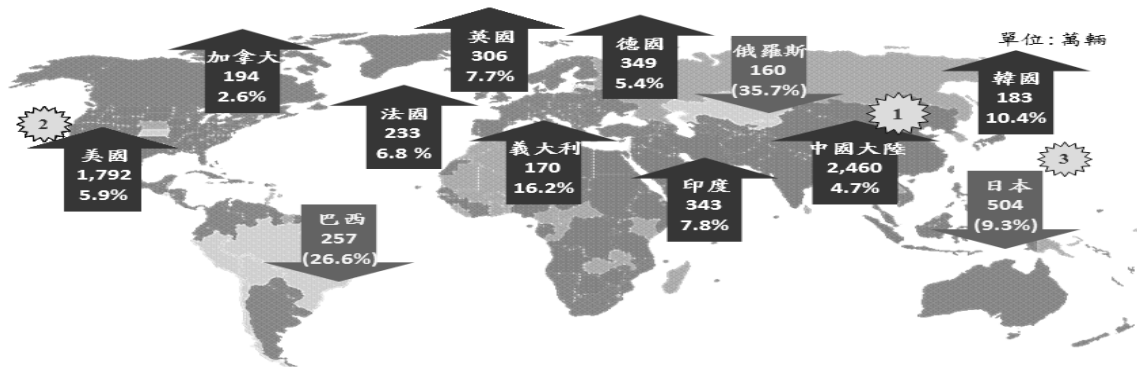 單位: 萬輛
加拿大
194
2.6%
英國
306
7.7%
德國
349
5.4%
俄羅斯
160
(35.7%)
韓國
183
10.4%
2
美國
1,792
5.9%
法國
233
6.8 %
義大利
170
16.2%
印度
343
7.8%
1
中國大陸
2,460
4.7%
3
日本
504
(9.3%)
巴西
257
(26.6%)